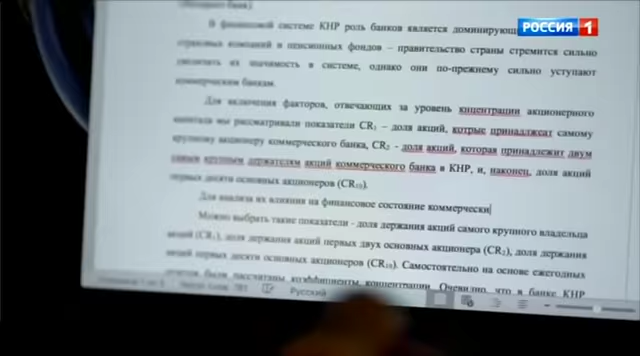 РОССИЯ 1
В финансовой системе КНР роль банков является доминирующ
страховых компаний и пенсионных фондов – правительство страны стремится сильно
увеличить их значимость в системе, однако они по-прежнему сильно уступают
коммерческим банкам.
Для включения факторов, отвечающих за уровень кнцентрации акционерного
капитала мы рассматривали показатели CR1 – доля акций, котрые принадлжеат самому
крупному акционеру коммерческого банка, CR2 - доля акций, которая принадлежит двум
самым крупным держателям акций коммерческого банка в КНР, и, наконец, доля акций
первых десяти основных акционеров (CR10).
Для анализа их влияния на финансовое состояние коммерчески
Можно выбрать такие показатели - доля держания акций самого крупного владельца
акций (CR1), доля держания акций первых двух основных акционера (CR2), доля держания
акций первых десяти основных акционеров (CR10). Самостоятельно на основе ежегодных
отчетов были рассчитаны коэффициенты концентрации. Очевидно, что в банке КНР
Русский